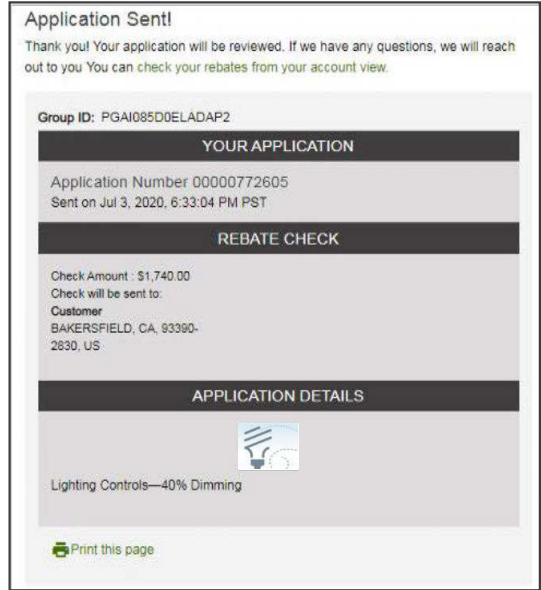 Application Sent!
Thank you! Your application will be reviewed. If we have any questions, we will reach
out to you You can check your rebates from your account view.
Group ID: PGAI085D0ELADAP2
YOUR APPLICATION
Application Number 00000772605
Sent on Jul 3, 2020, 6:33:04 PM PST
REBATE CHECK
Check Amount : $1,740.00
Check will be sent to:
Customer
BAKERSFIELD, CA, 93390-
2830, US
APPLICATION DETAILS
Lighting Controls—40% Dimming
Print this page